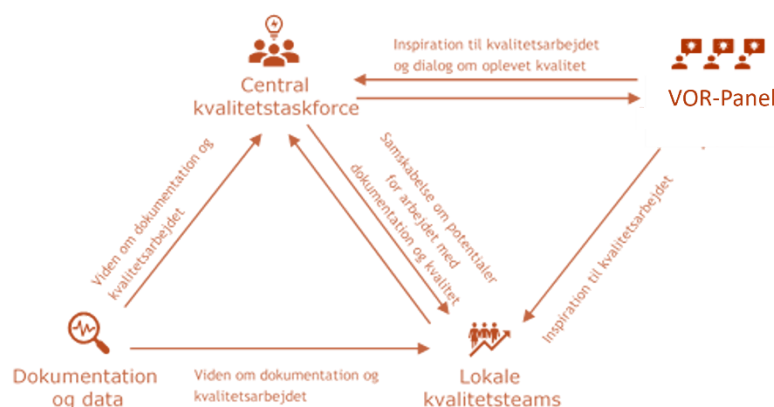 Central
kvalitetstaskforce
Inspiration til kvalitetsarbejdet
og dialog om oplevet kvalitet
VOR-Panel
Viden om dokumentation og
kvalitetsarbejdet
Samskabelse om potentialer
for arbejdet med
dokumentation og kvalitet
Inspiration til kvalitetsarbejdet
Dokumentation
og data
Viden om dokumentation og
kvalitetsarbejdet
Lokale
kvalitetsteams